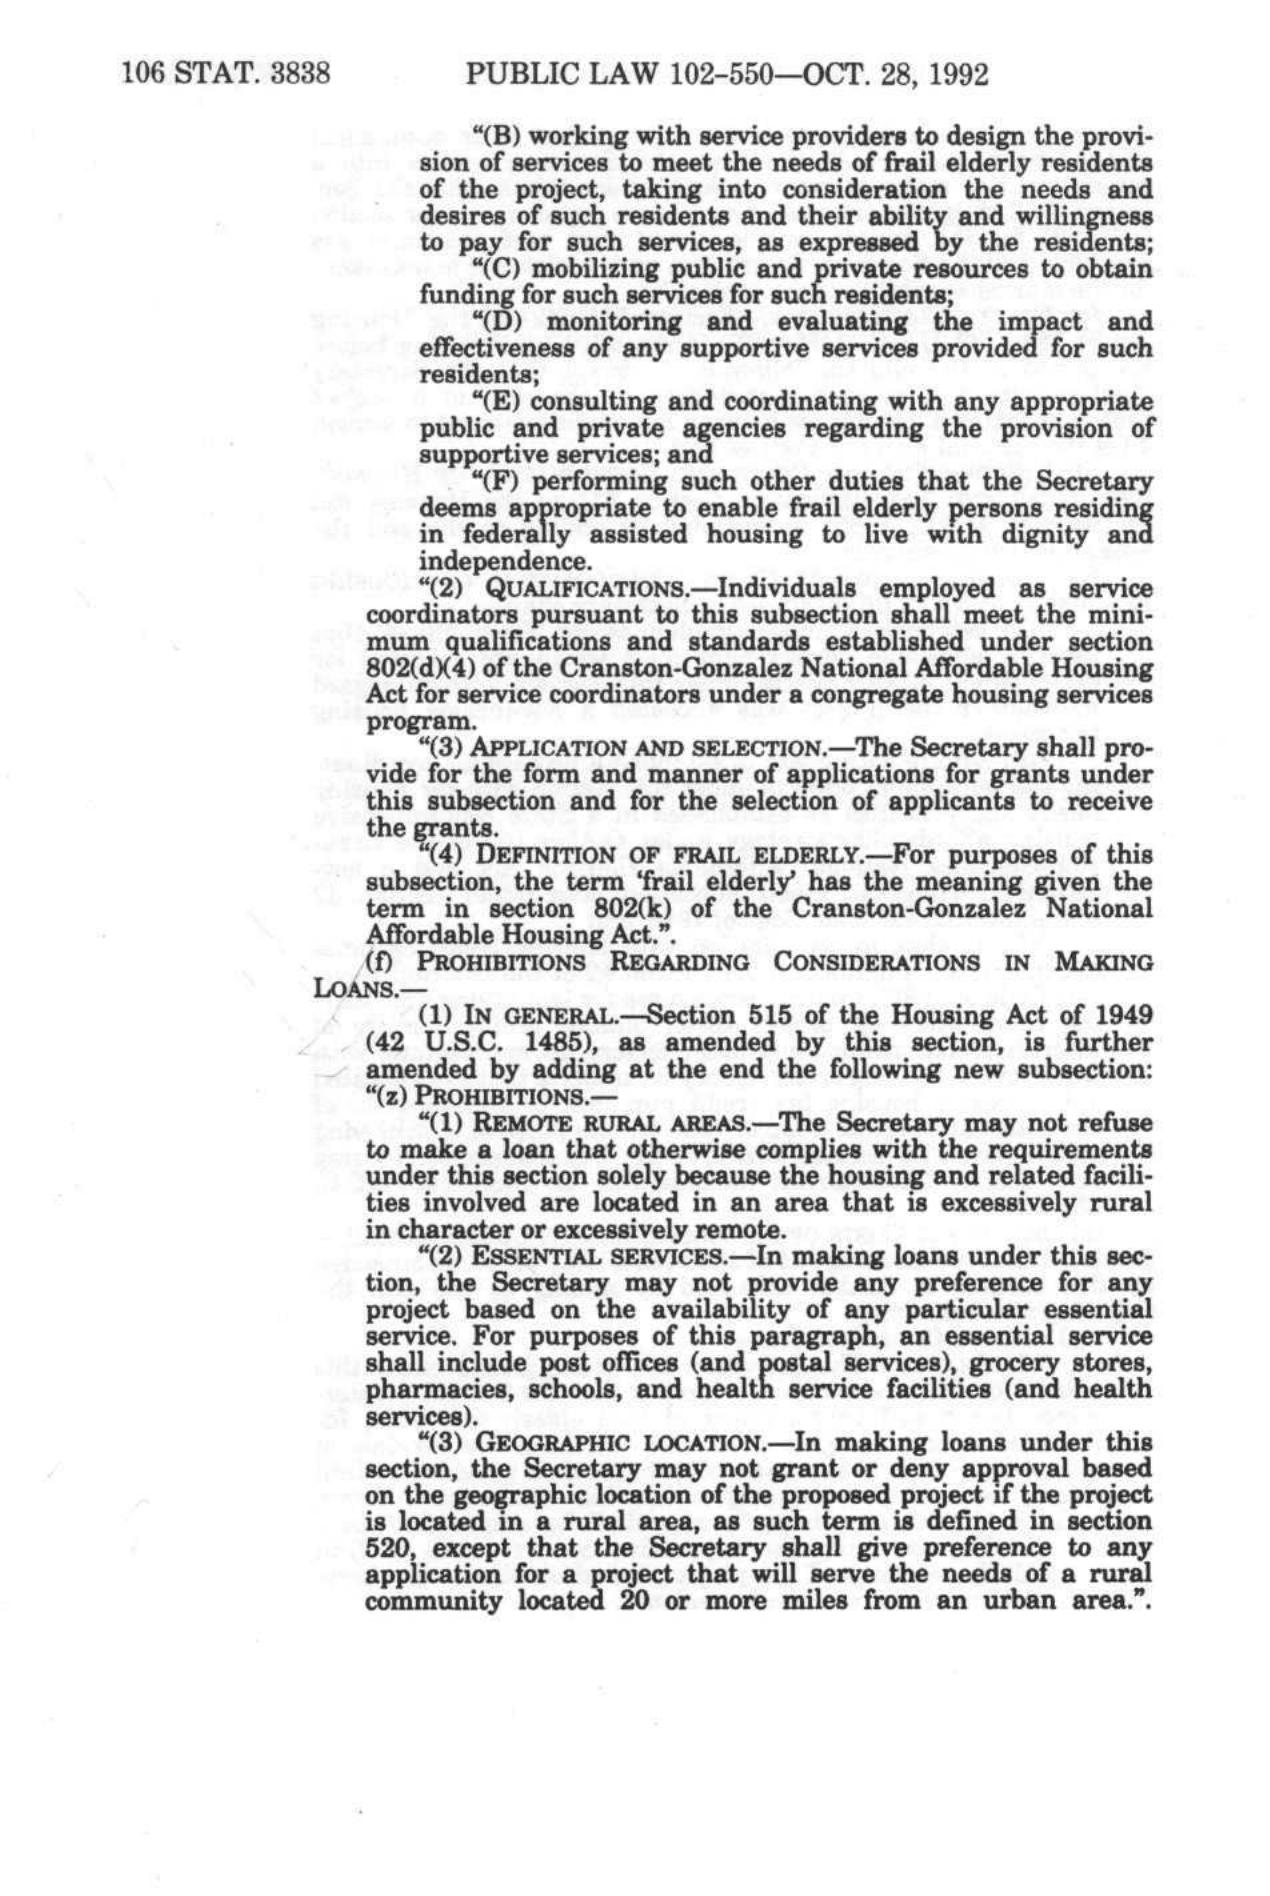 106 STAT. 3838 PUBLIC LAW 102–550—OCT. 28, 1992
“(B) working with service providers to design the provi-
sion of services to meet the needs of frail elderly residents
of the project, taking into consideration the needs and
desires of such residents and their ability and willingness
to pay for such services, as expressed by the residents;
“(C) mobilizing public and private resources to obtain
funding for such services for such residents;
“(D) monitoring and evaluating the impact and
effectiveness of any supportive services provided for such
residents;
“(E) consulting and coordinating with any appropriate
public and private agencies regarding the provision of
supportive services; and
“(F) performing such other duties that the Secretary
deems appropriate to enable frail elderly persons residing
in federally assisted housing to live with dignity and
independence.
“(2) QUALIFICATIONS.—Individuals employed as service
coordinators pursuant to this subsection shall meet the mini-
mum qualifications and standards established under section
802(d)(4) of the Cranston-Gonzalez National Affordable Housing
Act for service coordinators under a congregate housing services
program.
“(3) APPLICATION AND SELECTION.—The Secretary shall pro-
vide for the form and manner of applications for grants under
this subsection and for the selection of applicants to receive
the grants.
“(4) DEFINITION OF FRAIL ELDERLY.—For purposes of this
subsection, the term ‘frail elderly’ has the meaning given the
term in section 802(k) of the Cranston-Gonzalez National
Affordable Housing Act.”.
(f) PROHIBITIONS REGARDING CONSIDERATIONS IN MAKING
LOANS.—
(1) IN GENERAL.—Section 515 of the Housing Act of 1949
(42 U.S.C. 1485), as amended by this section, is further
amended by adding at the end the following new subsection:
“(z) PROHIBITIONS.—
“(1) REMOTE RURAL AREAS.—The Secretary may not refuse
to make a loan that otherwise complies with the requirements
under this section solely because the housing and related facili-
ties involved are located in an area that is excessively rural
in character or excessively remote.
“(2) ESSENTIAL SERVICES.—In making loans under this sec-
tion, the Secretary may not provide any preference for any
project based on the availability of any particular essential
service. For purposes of this paragraph, an essential service
shall include post offices (and postal services), grocery stores,
pharmacies, schools, and health service facilities (and health
services).
“(3) GEOGRAPHIC LOCATION.—In making loans under this
section, the Secretary may not grant or deny approval based
on the geographic location of the proposed project if the project
is located in a rural area, as such term is defined in section
520, except that the Secretary shall give preference to any
application for a project that will serve the needs of a rural
community located 20 or more miles from an urban area.”.